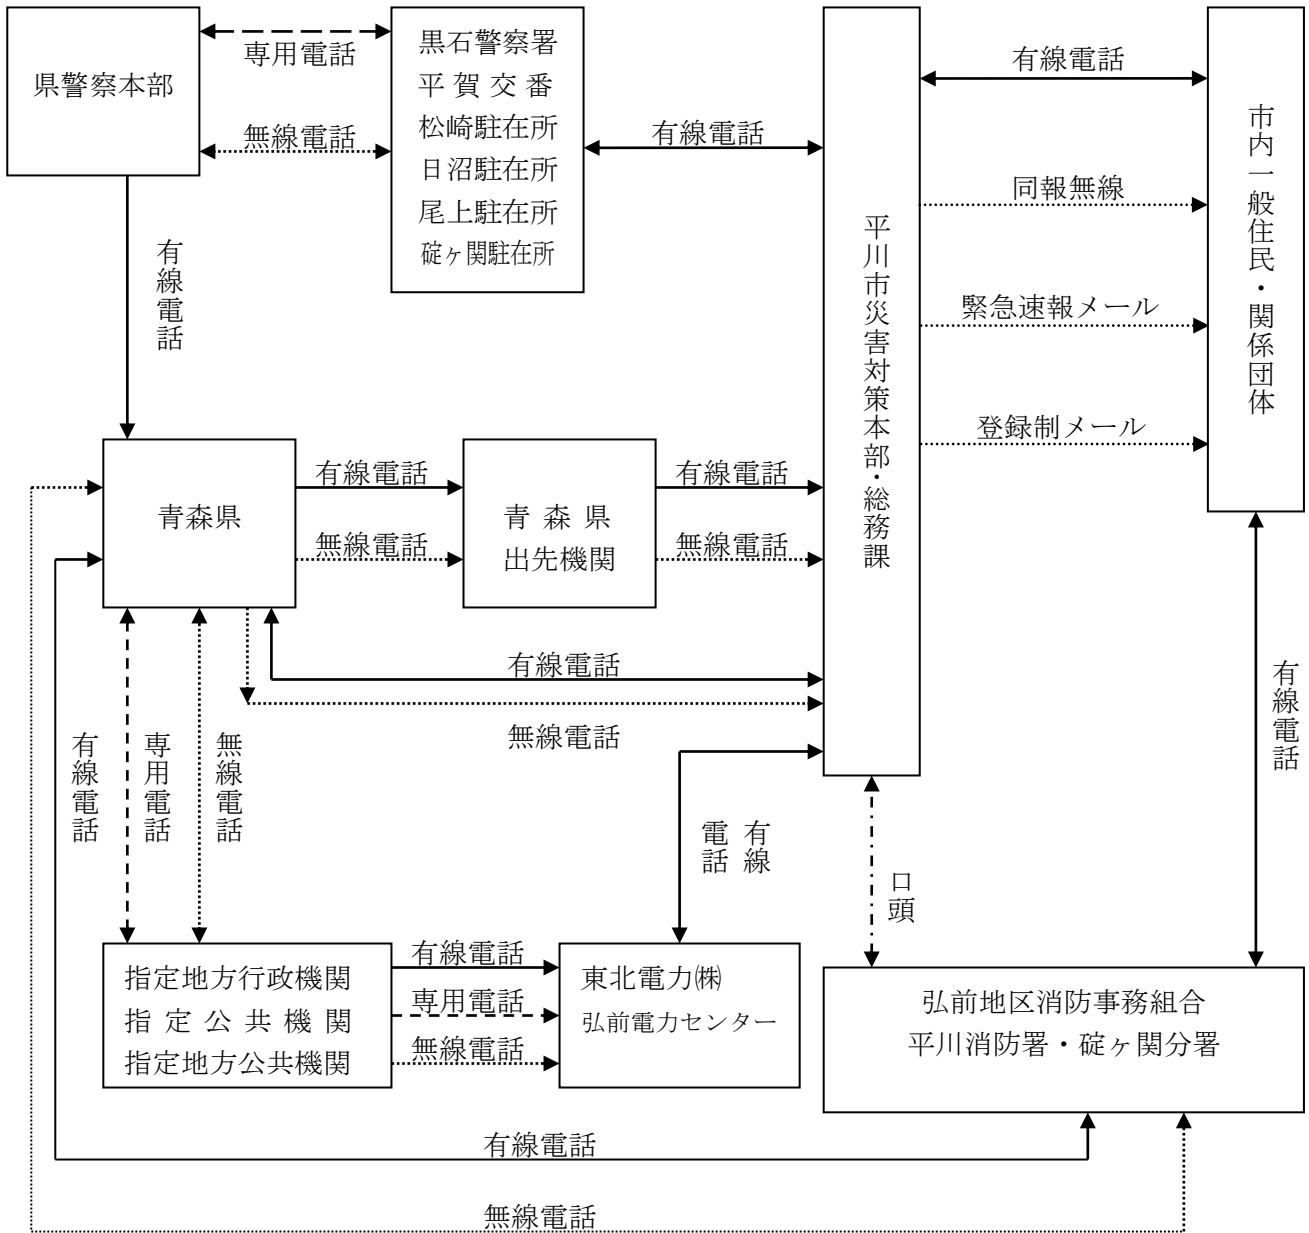 県警察本部
専用電話
無線電話
黒石警察署
平賀交番
松崎駐在所
日沼駐在所
尾上駐在所
碇ヶ関駐在所
有線電話
平川市災害対策本部・総務課
有線電話
同報無線
緊急速報メール
登録制メール
市内一般住民・関係団体
有線電話
青森県
有線電話
無線電話
青森県
出先機関
有線電話
無線電話
有線電話
無線電話
有線電話
専用電話
無線電話
有線
電話
口頭
有線電話
指定地方行政機関
指定公共機関
指定地方公共機関
有線電話
専用電話
無線電話
東北電力㈱
弘前電力センター
弘前地区消防事務組合
平川消防署・碇ヶ関分署
有線電話
無線電話